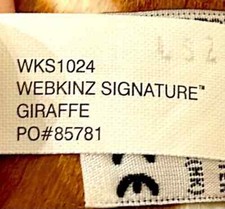 WKS1024
WEBKINZ SIGNATURE™
GIRAFFE
PO#85781